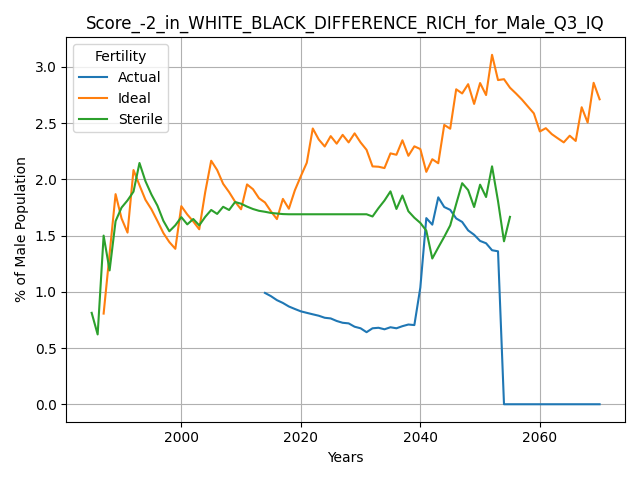 Score_-2_in_WHITE_BLACK_DIFFERENCE_RICH_for_Male_Q3_IQ
Fertility
Actual
Ideal
Sterile
% of Male Population
3.0
2.5
2.0
1.5
1.0
0.5
0.0
2000
2020
2040
2060
Years